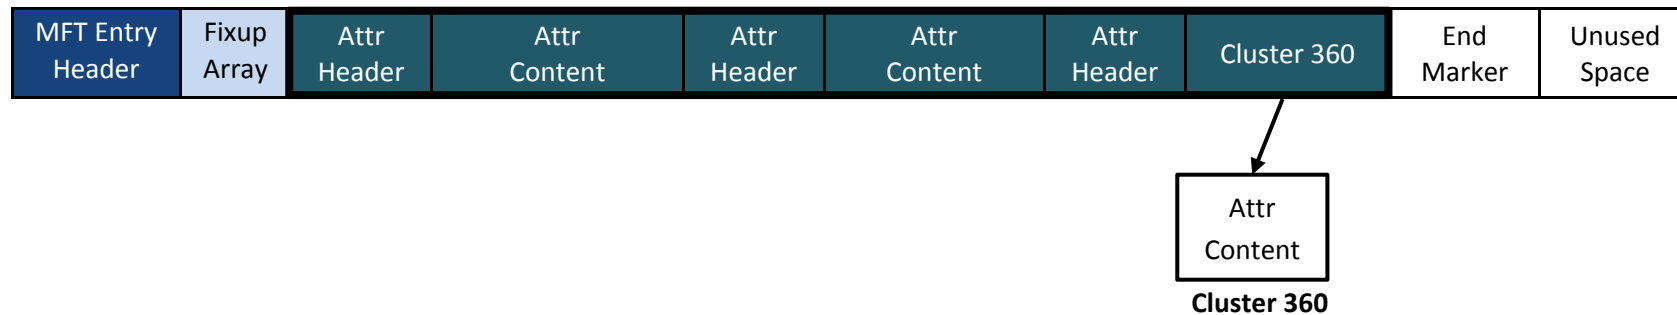 MFT Entry
Header
Fixup
Array
Attr
Header
Attr
Content
Attr
Header
Attr
Content
Attr
Header
Cluster 360
End
Marker
Unused
Space
Attr
Content
Cluster 360